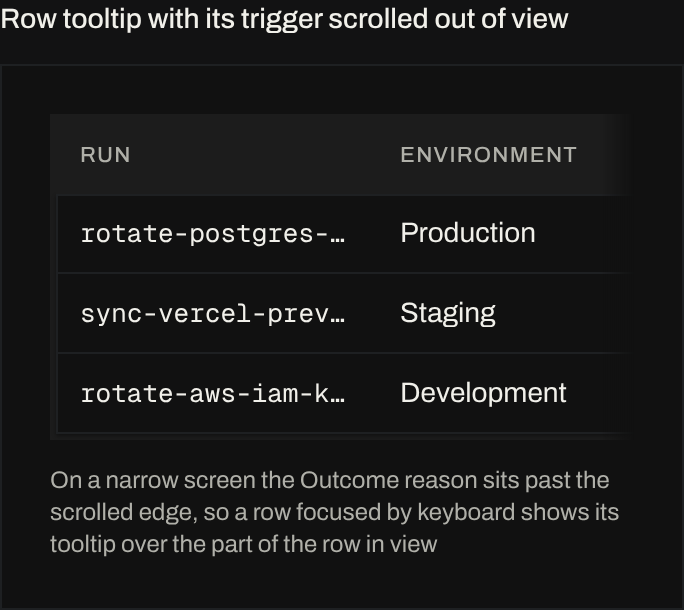 Row tooltip with its trigger scrolled out of view
RUN ENVIRONMENT
rotate-postgres-… Production
sync-vercel-prev… Staging
rotate-aws-iam-k… Development
On a narrow screen the Outcome reason sits past the
scrolled edge, so a row focused by keyboard shows its
tooltip over the part of the row in view